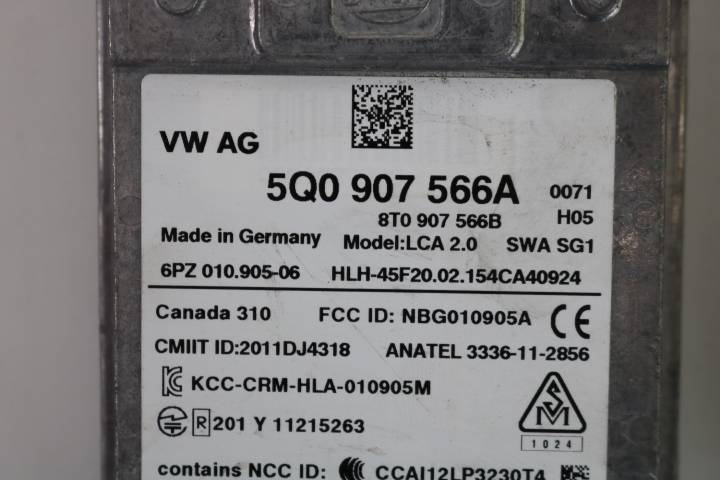 VW AG
5Q0 907 566A 0071
8T0 907 566B H05
Made in Germany Model:LCA 2.0 SWA SG1
6PZ 010.905-06 HLH-45F20.02.154CA40924
Canada 310 FCC ID: NBG010905A CE
CMIIT ID:2011DJ4318 ANATEL 3336-11-2856
KCC-CRM-HLA-010905M
R 201 Y 11215263
S M
1024
contains NCC ID: CCAI12LP3230T4